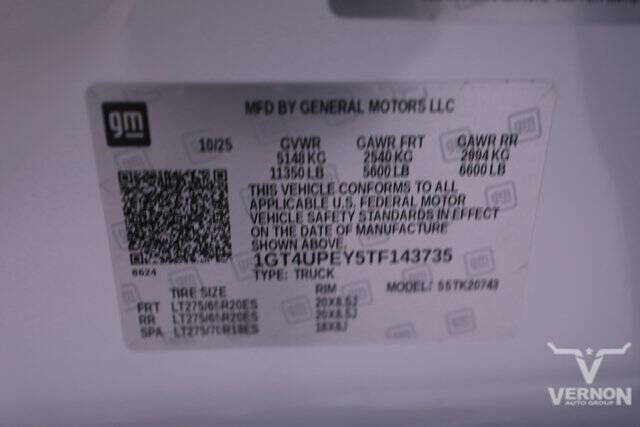 gm
MFD BY GENERAL MOTORS LLC
10/25 GVWR GAWR FRT GAWR RR
5148 KG 2540 KG 2994 KG
11350 LB 5600 LB 6600 LB
THIS VEHICLE CONFORMS TO ALL
APPLICABLE U.S. FEDERAL MOTOR
VEHICLE SAFETY STANDARDS IN EFFECT
ON THE DATE OF MANUFACTURE
SHOWN ABOVE.
8624
1GT4UPEY5TF143735
TYPE: TRUCK MODEL: SSTK20743
TIRE SIZE RIM
FRT LT275/65R20ES 20X8.5J
RR LT275/65R20ES 20X8.5J
SPA LT275/70R18ES 18X8J
VERNON
AUTO GROUP